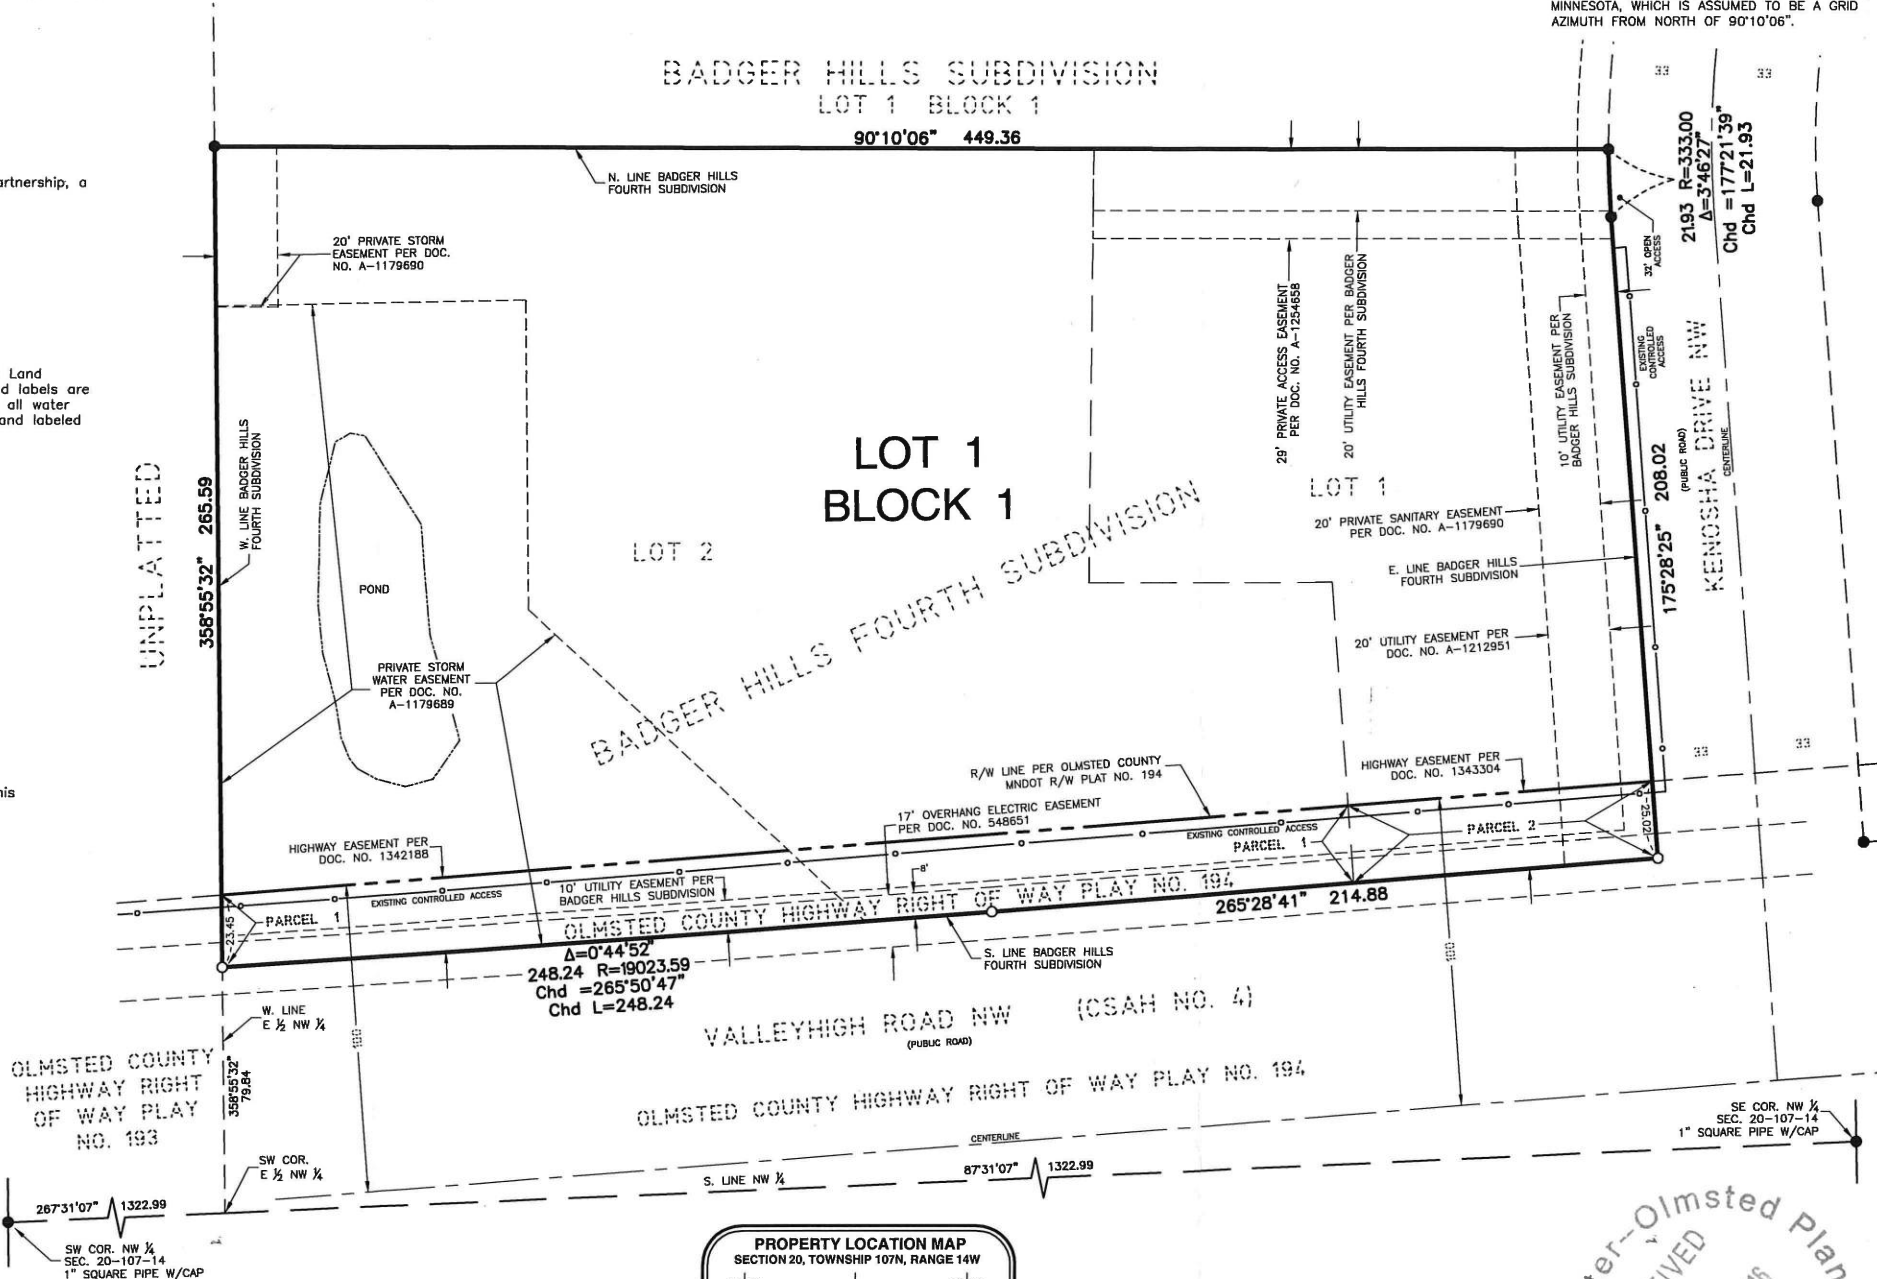 MINNESOTA, WHICH IS ASSUMED TO BE A GRID
AZIMUTH FROM NORTH OF 90°10'06".
BADGER HILLS SUBDIVISION
LOT 1 BLOCK 1
90°10'06" 449.36
33
33
21.93 R=333.00
Δ=3°46'27"
Chd =177°21'39"
Chd L=21.93
artnership, a
N. LINE BADGER HILLS
FOURTH SUBDIVISION
20' PRIVATE STORM
EASEMENT PER DOC.
NO. A-1179690
32' OPEN
ACCESS
29' PRIVATE ACCESS EASEMENT
PER DOC. NO. A-1254658
20' UTILITY EASEMENT PER BADGER
HILLS FOURTH SUBDIVISION
10' UTILITY EASEMENT PER
BADGER HILLS SUBDIVISION
EXISTING
CONTROLLED
ACCESS
Land
d labels are
all water
and labeled
UNPLATTED
358°55'32" 265.59
W. LINE BADGER HILLS
FOURTH SUBDIVISION
LOT 1
BLOCK 1
LOT 1
LOT 2
POND
20' PRIVATE SANITARY EASEMENT
PER DOC. NO. A-1179690
E. LINE BADGER HILLS
FOURTH SUBDIVISION
175°28'25" 208.02
KENOSHA DRIVE NW
(PUBLIC ROAD)
CENTERLINE
20' UTILITY EASEMENT PER
DOC. NO. A-1212951
BADGER HILLS FOURTH SUBDIVISION
PRIVATE STORM
WATER EASEMENT
PER DOC. NO.
A-1179689
33
33
R/W LINE PER OLMSTED COUNTY
MNDOT R/W PLAT NO. 194
HIGHWAY EASEMENT PER
DOC. NO. 1343304
his
17' OVERHANG ELECTRIC EASEMENT
PER DOC. NO. 548651
EXISTING CONTROLLED ACCESS
PARCEL 1
PARCEL 2
25.02
HIGHWAY EASEMENT PER
DOC. NO. 1342188
EXISTING CONTROLLED ACCESS
10' UTILITY EASEMENT PER
BADGER HILLS SUBDIVISION
8'
PARCEL 1
23.45
OLMSTED COUNTY HIGHWAY RIGHT OF WAY PLAY NO. 194
265°28'41" 214.88
Δ=0°44'52"
248.24 R=19023.59
Chd =265°50'47"
Chd L=248.24
S. LINE BADGER HILLS
FOURTH SUBDIVISION
100
100
W. LINE
E ½ NW ¼
VALLEYHIGH ROAD NW (CSAH NO. 4)
(PUBLIC ROAD)
OLMSTED COUNTY
HIGHWAY RIGHT
OF WAY PLAY
NO. 193
358°55'32"
79.84
OLMSTED COUNTY HIGHWAY RIGHT OF WAY PLAY NO. 194
CENTERLINE
SE COR. NW ¼
SEC. 20-107-14
1" SQUARE PIPE W/CAP
SW COR.
E ½ NW ¼
S. LINE NW ¼
87°31'07" 1322.99
267°31'07" 1322.99
SW COR. NW ¼
SEC. 20-107-14
1" SQUARE PIPE W/CAP
PROPERTY LOCATION MAP
SECTION 20, TOWNSHIP 107N, RANGE 14W
ter-Olmsted Plan
IVED